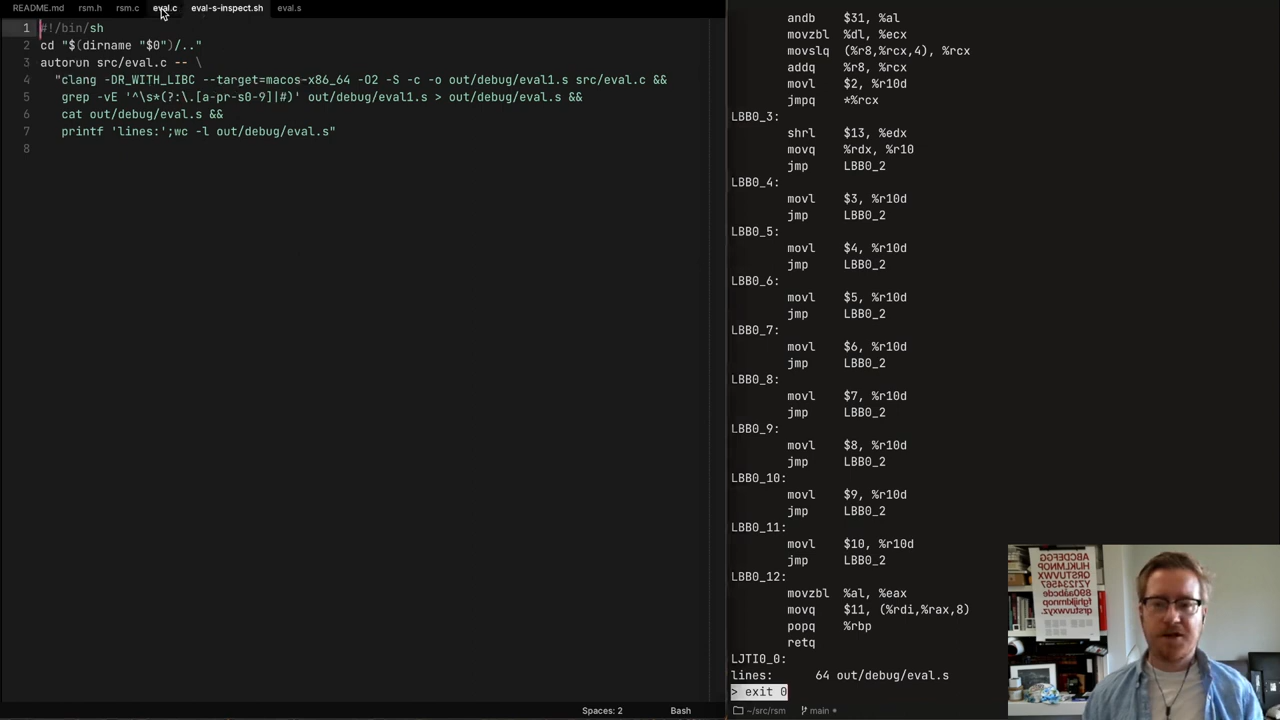 README.md rsm.h rsm.c eval.c eval-s-inspect.sh eval.s
1 #!/bin/sh
2 cd "$(dirname "$0")/.."
3 autorun src/eval.c -- \
4 "clang -DR_WITH_LIBC --target=macos-x86_64 -O2 -S -c -o out/debug/eval1.s src/eval.c &&
5 grep -vE '^\s*(?:\.[a-pr-s0-9]|#)' out/debug/eval1.s > out/debug/eval.s &&
6 cat out/debug/eval.s &&
7 printf 'lines:';wc -l out/debug/eval.s"
8
Spaces: 2 Bash
andb $31, %al
movzbl %dl, %ecx
movslq (%r8,%rcx,4), %rcx
addq %r8, %rcx
movl $2, %r10d
jmpq *%rcx
LBB0_3:
shrl $13, %edx
movq %rdx, %r10
jmp LBB0_2
LBB0_4:
movl $3, %r10d
jmp LBB0_2
LBB0_5:
movl $4, %r10d
jmp LBB0_2
LBB0_6:
movl $5, %r10d
jmp LBB0_2
LBB0_7:
movl $6, %r10d
jmp LBB0_2
LBB0_8:
movl $7, %r10d
jmp LBB0_2
LBB0_9:
movl $8, %r10d
jmp LBB0_2
LBB0_10:
movl $9, %r10d
jmp LBB0_2
LBB0_11:
movl $10, %r10d
jmp LBB0_2
LBB0_12:
movzbl %al, %eax
movq $11, (%rdi,%rax,8)
popq %rbp
retq
LJTI0_0:
lines: 64 out/debug/eval.s
> exit 0
~/src/rsm main *
ABCDEFG
HIJKLMN